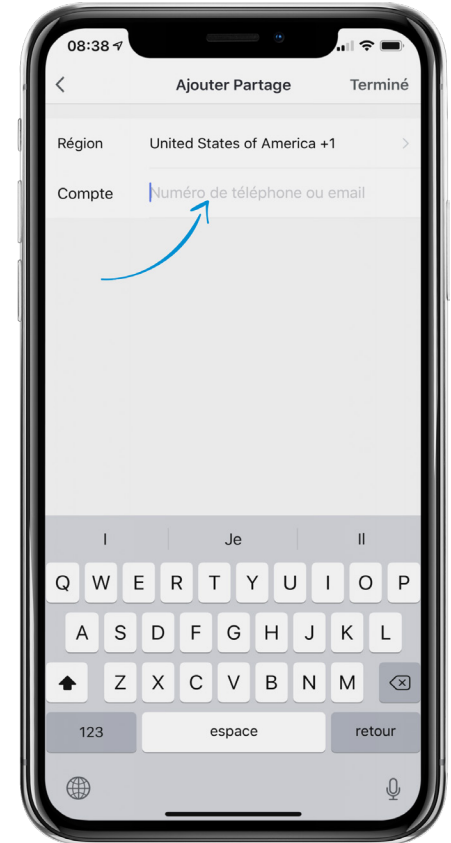 08:38
Ajouter Partage
Terminé
Région
United States of America +1
Compte
Numéro de téléphone ou email
I
Je
Il
Q W E R T Y U I O P
A S D F G H J K L
Z X C V B N M
123
espace
retour